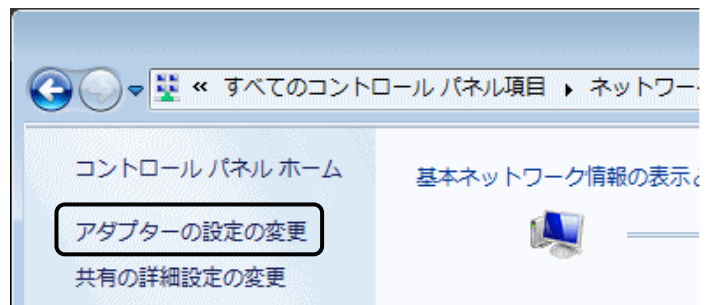 « すべてのコントロール パネル項目 ▸ ネットワー
コントロール パネル ホーム
基本ネットワーク情報の表示
アダプターの設定の変更
共有の詳細設定の変更